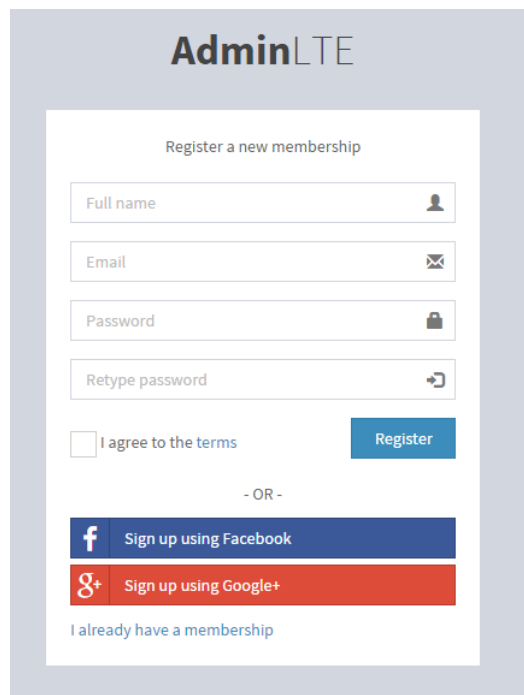 AdminLTE
Register a new membership
Full name
Email
Password
Retype password
I agree to the terms
Register
- OR -
f Sign up using Facebook
g+ Sign up using Google+
I already have a membership